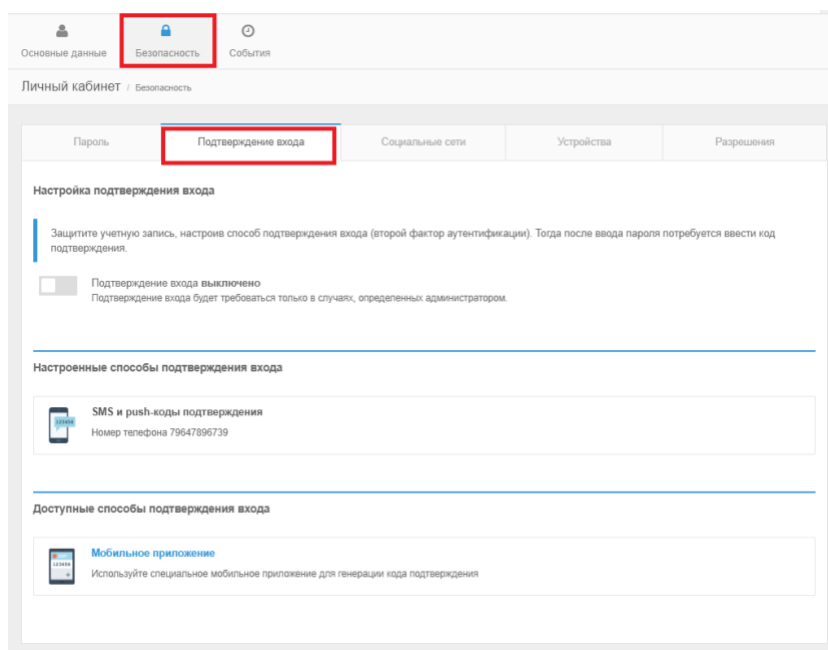 Основные данные
Безопасность
События
Личный кабинет / Безопасность
Пароль
Подтверждение входа
Социальные сети
Устройства
Разрешения
Настройка подтверждения входа
Защитите учетную запись, настроив способ подтверждения входа (второй фактор аутентификации). Тогда после ввода пароля потребуется ввести код
подтверждения.
Подтверждение входа выключено
Подтверждение входа будет требоваться только в случаях, определенных администратором.
Настроенные способы подтверждения входа
123456
SMS и push-коды подтверждения
Номер телефона 79647896739
Доступные способы подтверждения входа
123456
Мобильное приложение
Используйте специальное мобильное приложение для генерации кода подтверждения